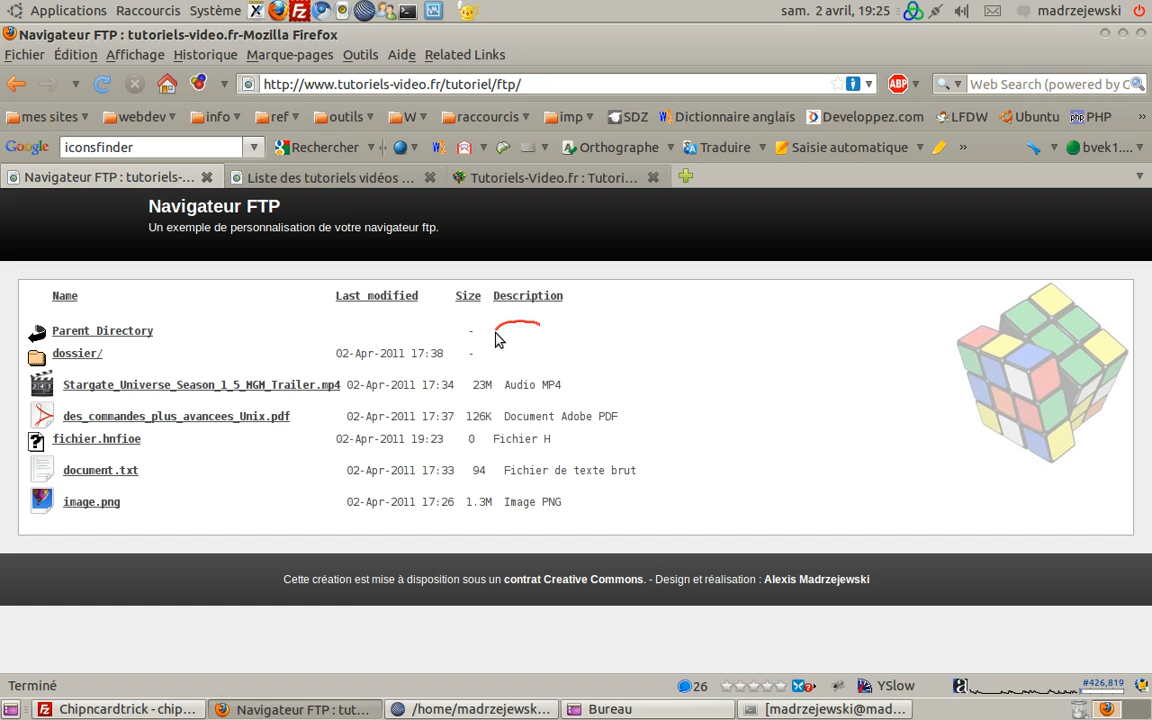 Applications Raccourcis Système sam. 2 avril, 19:25 madrzejewski
Navigateur FTP : tutoriels-video.fr-Mozilla Firefox
Fichier Édition Affichage Historique Marque-pages Outils Aide Related Links
http://www.tutoriels-video.fr/tutoriel/ftp/ ABP Web Search (powered by C
mes sites webdev info ref outils W raccourcis imp SDZ Dictionnaire anglais Developpez.com LFDW Ubuntu PHP »
Google iconsfinder Rechercher Orthographe Traduire Saisie automatique » bvek1....
Navigateur FTP : tutoriels-... Liste des tutoriels vidéos ... Tutoriels-Video.fr : Tutori...
Navigateur FTP
Un exemple de personnalisation de votre navigateur ftp.
Name Last modified Size Description
Parent Directory -
dossier/ 02-Apr-2011 17:38 -
Stargate_Universe_Season_1_5_MGM_Trailer.mp4 02-Apr-2011 17:34 23M Audio MP4
des_commandes_plus_avancees_Unix.pdf 02-Apr-2011 17:37 126K Document Adobe PDF
fichier.hnfioe 02-Apr-2011 19:23 0 Fichier H
document.txt 02-Apr-2011 17:33 94 Fichier de texte brut
image.png 02-Apr-2011 17:26 1.3M Image PNG
Cette création est mise à disposition sous un contrat Creative Commons. - Design et réalisation : Alexis Madrzejewski
Terminé 26 YSlow #426,819
Chipncardtrick - chip... Navigateur FTP : tut... /home/madrzejewsk... Bureau [madrzejewski@mad...